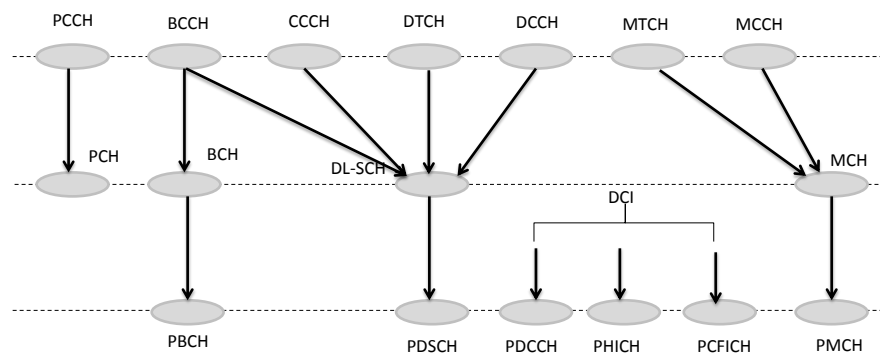 PCCH BCCH CCCH DTCH DCCH MTCH MCCH
PCH BCH DL-SCH MCH
DCI
PBCH PDSCH PDCCH PHICH PCFICH PMCH